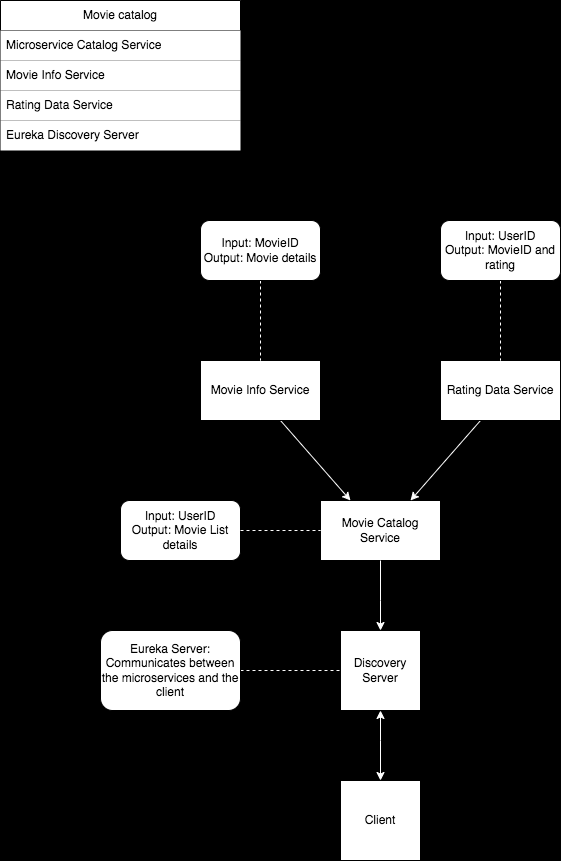 Movie catalog
Microservice Catalog Service
Movie Info Service
Rating Data Service
Eureka Discovery Server
Input: MovieID
Output: Movie details
Input: UserID
Output: MovieID and
rating
Movie Info Service
Rating Data Service
Input: UserID
Output: Movie List
details
Movie Catalog
Service
Eureka Server:
Communicates between
the microservices and the
client
Discovery
Server
Client